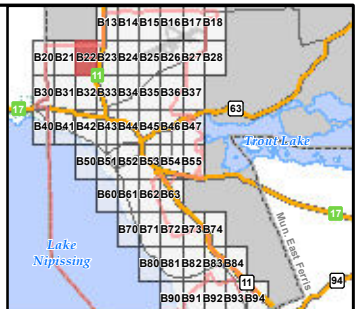 B13 B14 B15 B16 B17 B18
B20 B21 B22 B23 B24 B25 B26 B27 B28
11
B30 B31 B32 B33 B34 B35 B36 B37
17
63
B40 B41 B42 B43 B44 B45 B46 B47
Trout Lake
B50 B51 B52 B53 B54 B55
B60 B61 B62 B63
17
B70 B71 B72 B73 B74
Mun. East Ferris
Lake
Nipissing
B80 B81 B82 B83 B84
11
94
B90 B91 B92 B93 B94